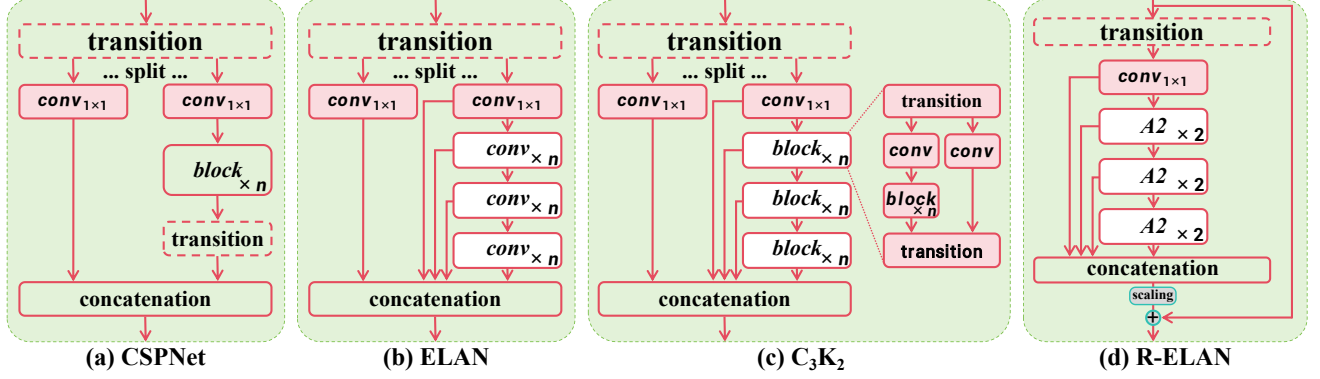 transition
... split ...
conv1×1
conv1×1
block × n
transition
concatenation
(a) CSPNet
transition
... split ...
conv1×1
conv1×1
conv × n
conv × n
conv × n
concatenation
(b) ELAN
transition
... split ...
conv1×1
conv1×1
block × n
block × n
block × n
concatenation
transition
conv
conv
block × n
transition
(c) C₃K₂
transition
conv1×1
A2 × 2
A2 × 2
A2 × 2
concatenation
scaling
+
(d) R-ELAN